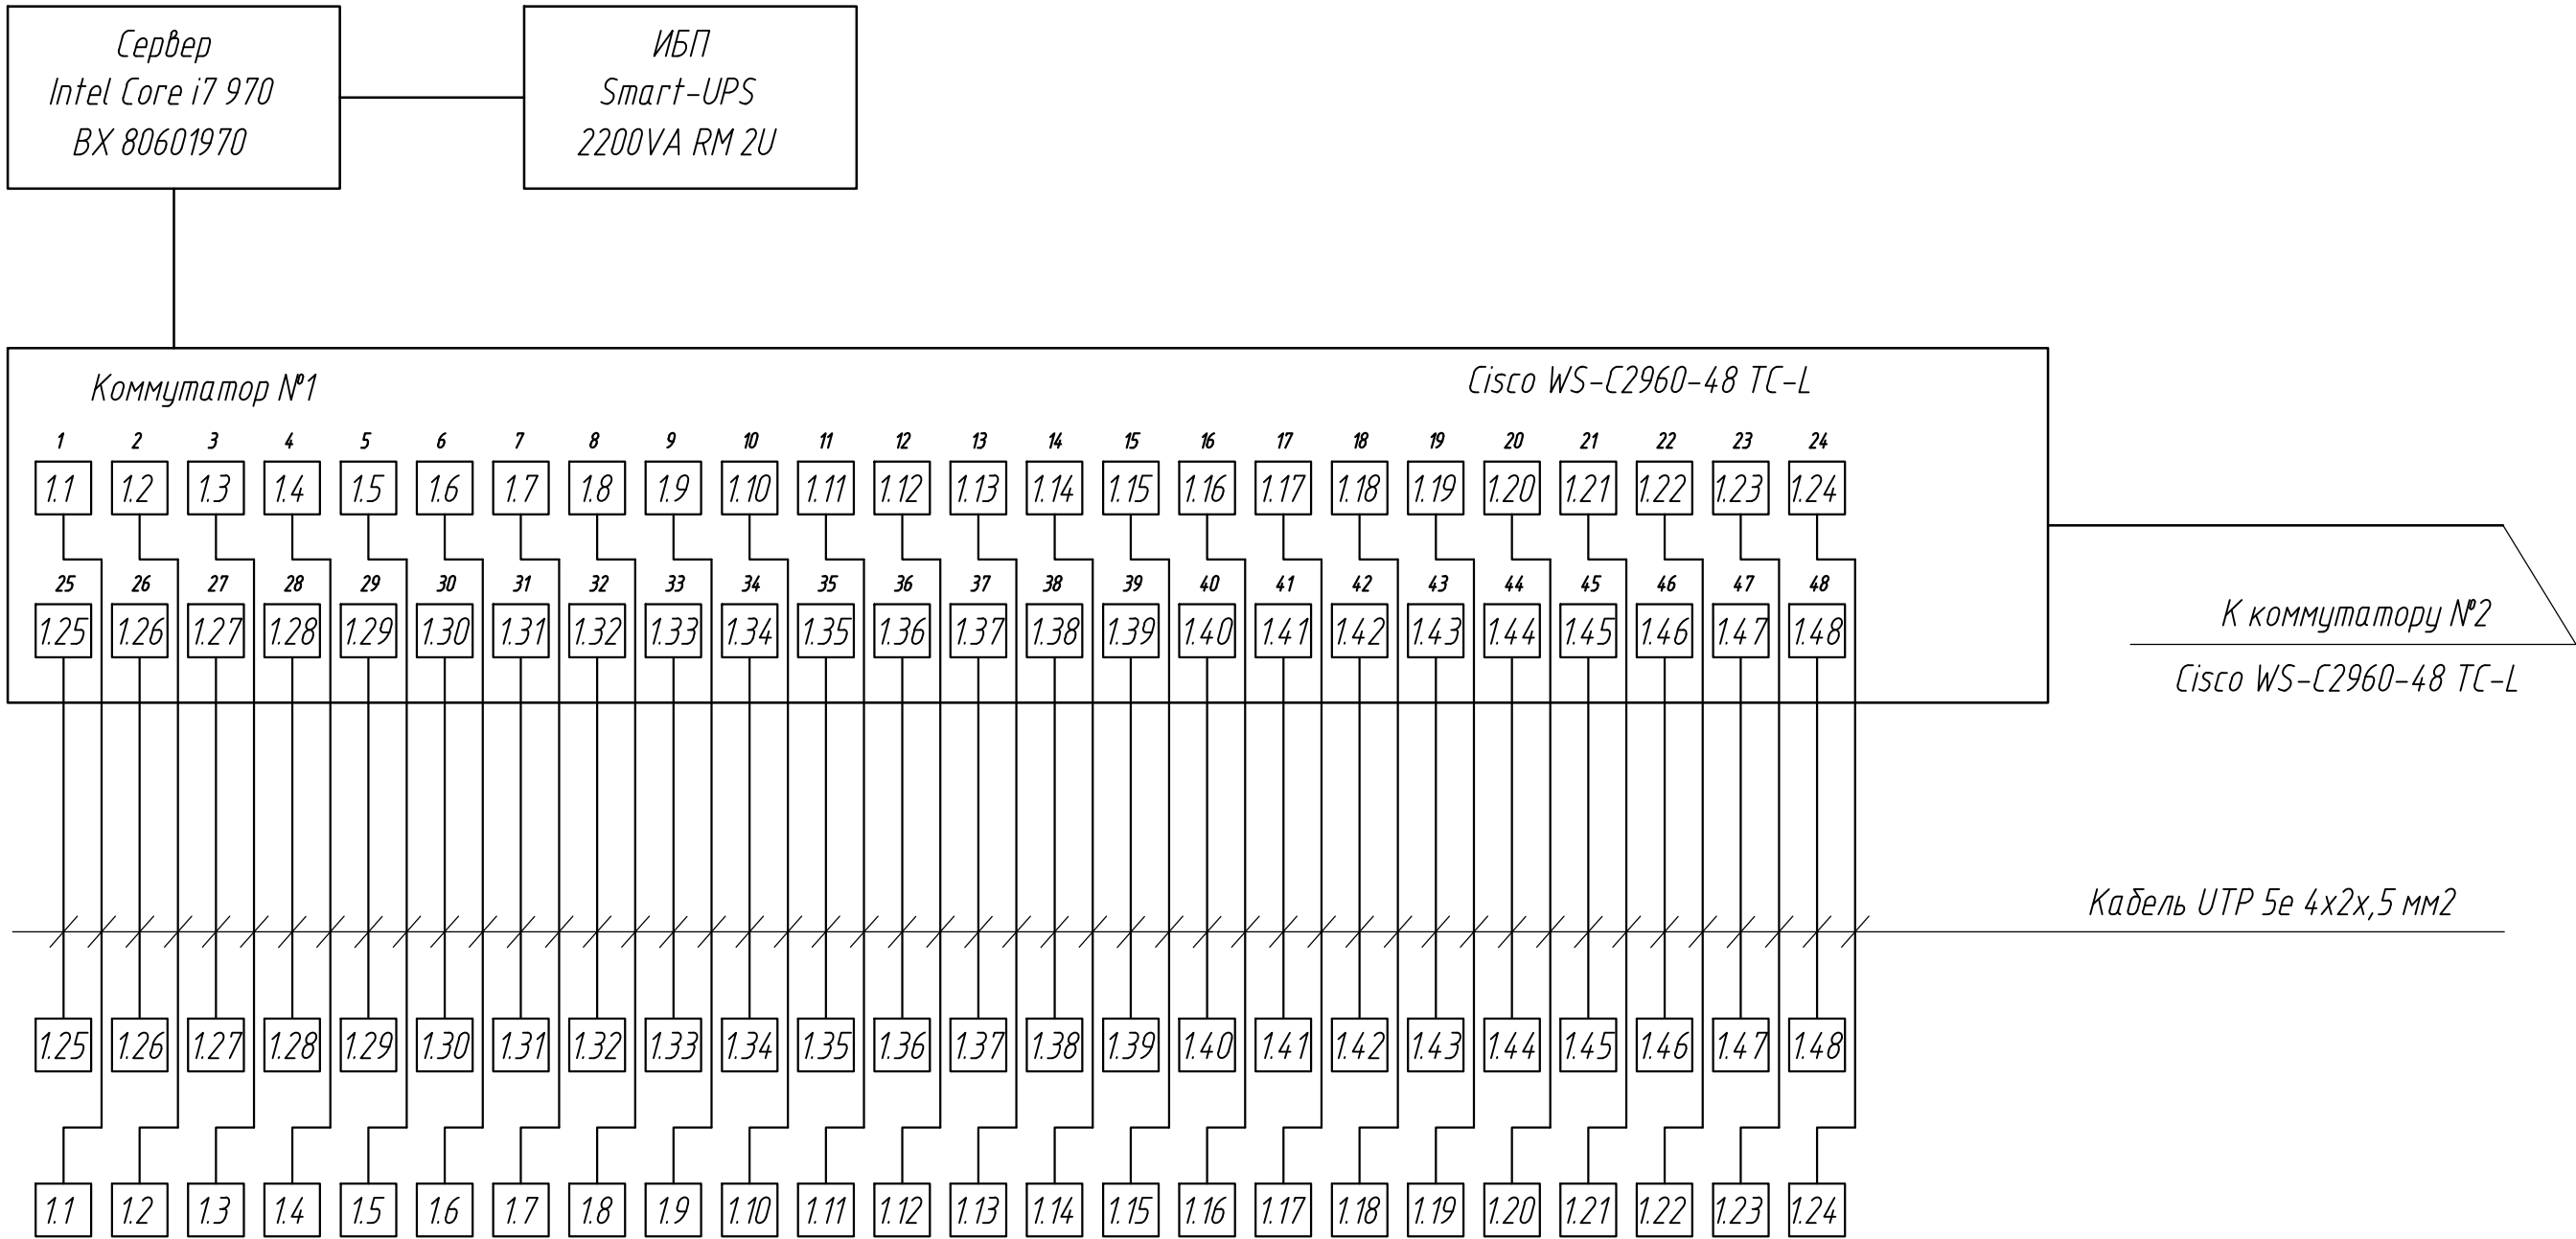 Сервер
Intel Core i7 970
BX 80601970
ИБП
Smart-UPS
2200VA RM 2U
Коммутатор №1
Cisco WS-C2960-48 TC-L
1 2 3 4 5 6 7 8 9 10 11 12 13 14 15 16 17 18 19 20 21 22 23 24
1.1 1.2 1.3 1.4 1.5 1.6 1.7 1.8 1.9 1.10 1.11 1.12 1.13 1.14 1.15 1.16 1.17 1.18 1.19 1.20 1.21 1.22 1.23 1.24
25 26 27 28 29 30 31 32 33 34 35 36 37 38 39 40 41 42 43 44 45 46 47 48
1.25 1.26 1.27 1.28 1.29 1.30 1.31 1.32 1.33 1.34 1.35 1.36 1.37 1.38 1.39 1.40 1.41 1.42 1.43 1.44 1.45 1.46 1.47 1.48
К коммутатору №2
Cisco WS-C2960-48 TC-L
Кабель UTP 5e 4x2x,5 мм2
1.25 1.26 1.27 1.28 1.29 1.30 1.31 1.32 1.33 1.34 1.35 1.36 1.37 1.38 1.39 1.40 1.41 1.42 1.43 1.44 1.45 1.46 1.47 1.48
1.1 1.2 1.3 1.4 1.5 1.6 1.7 1.8 1.9 1.10 1.11 1.12 1.13 1.14 1.15 1.16 1.17 1.18 1.19 1.20 1.21 1.22 1.23 1.24